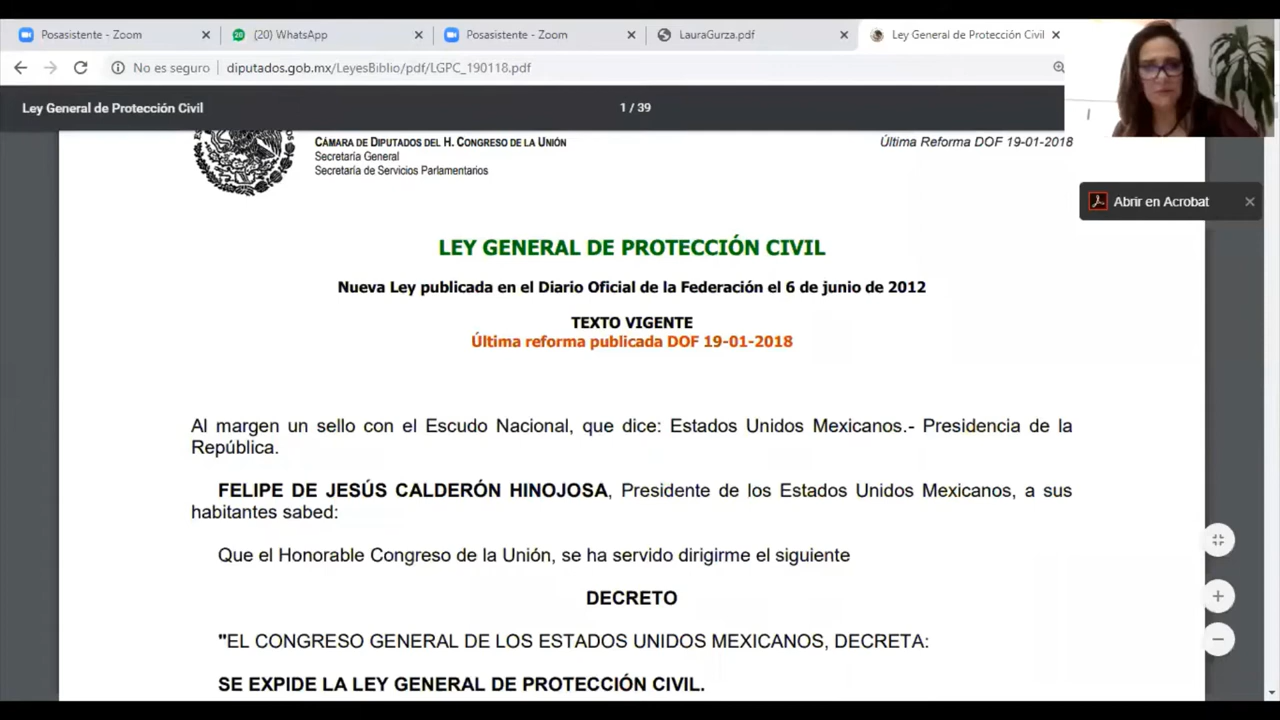 Posasistente - Zoom
(20) WhatsApp
Posasistente - Zoom
LauraGurza.pdf
Ley General de Protección Civil
No es seguro
diputados.gob.mx/LeyesBiblio/pdf/LGPC_190118.pdf
Ley General de Protección Civil
1 / 39
CÁMARA DE DIPUTADOS DEL H. CONGRESO DE LA UNIÓN
Secretaría General
Secretaría de Servicios Parlamentarios
Última Reforma DOF 19-01-2018
Abrir en Acrobat
LEY GENERAL DE PROTECCIÓN CIVIL
Nueva Ley publicada en el Diario Oficial de la Federación el 6 de junio de 2012
TEXTO VIGENTE
Última reforma publicada DOF 19-01-2018
Al margen un sello con el Escudo Nacional, que dice: Estados Unidos Mexicanos.- Presidencia de la
República.
FELIPE DE JESÚS CALDERÓN HINOJOSA, Presidente de los Estados Unidos Mexicanos, a sus
habitantes sabed:
Que el Honorable Congreso de la Unión, se ha servido dirigirme el siguiente
DECRETO
"EL CONGRESO GENERAL DE LOS ESTADOS UNIDOS MEXICANOS, DECRETA:
SE EXPIDE LA LEY GENERAL DE PROTECCIÓN CIVIL.